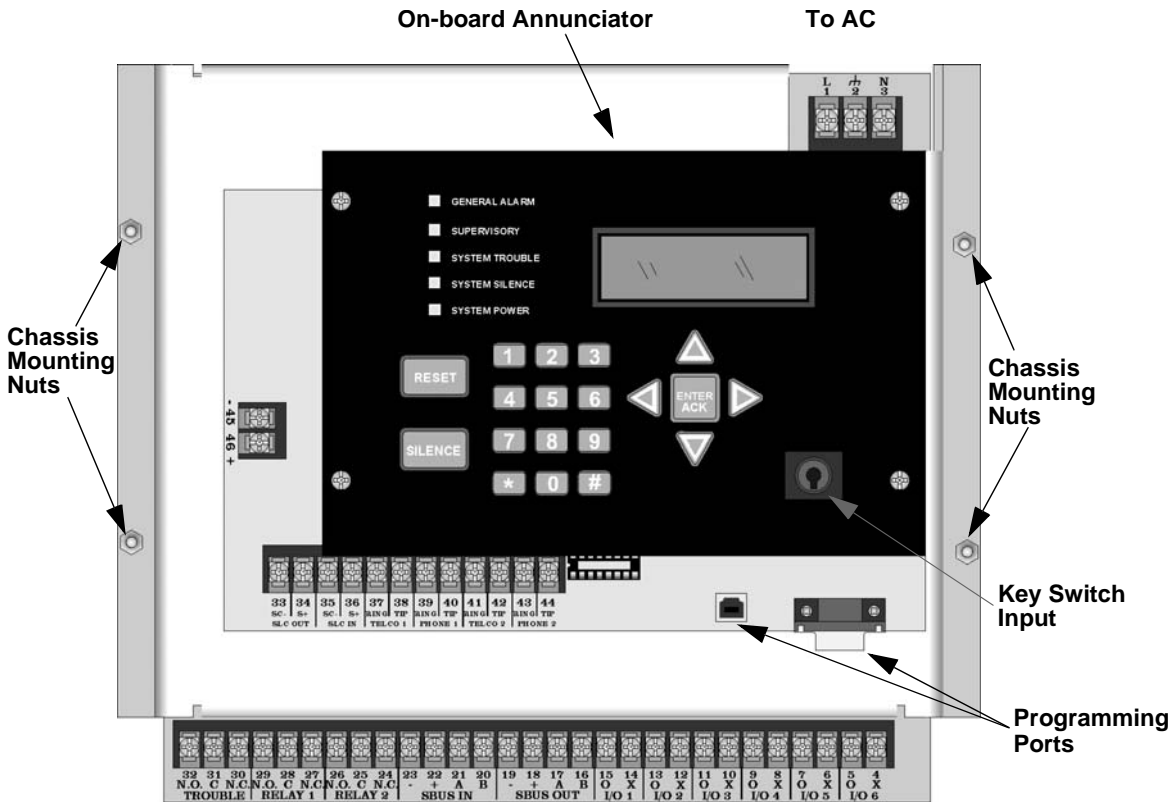 On-board Annunciator To AC
L N
1 2 3
GENERAL ALARM
SUPERVISORY
SYSTEM TROUBLE
SYSTEM SILENCE
SYSTEM POWER
Chassis
Mounting
Nuts
RESET
SILENCE
1 2 3
4 5 6
7 8 9
* 0 #
ENTER
ACK
Chassis
Mounting
Nuts
- 45 46 +
33 34 35 36 37 38 39 40 41 42 43 44
SC- S+ SC- S+ RING TIP RING TIP RING TIP RING TIP
SLC OUT SLC IN TELCO 1 PHONE 1 TELCO 2 PHONE 2
Key Switch
Input
Programming
Ports
32 31 30 29 28 27 26 25 24 23 22 21 20 19 18 17 16 15 14 13 12 11 10 9 8 7 6 5 4
N.O. C N.C. N.O. C N.C. N.O. C N.C. - + A B - + A B O X O X O X O X O X O X
TROUBLE RELAY 1 RELAY 2 SBUS IN SBUS OUT I/O 1 I/O 2 I/O 3 I/O 4 I/O 5 I/O 6